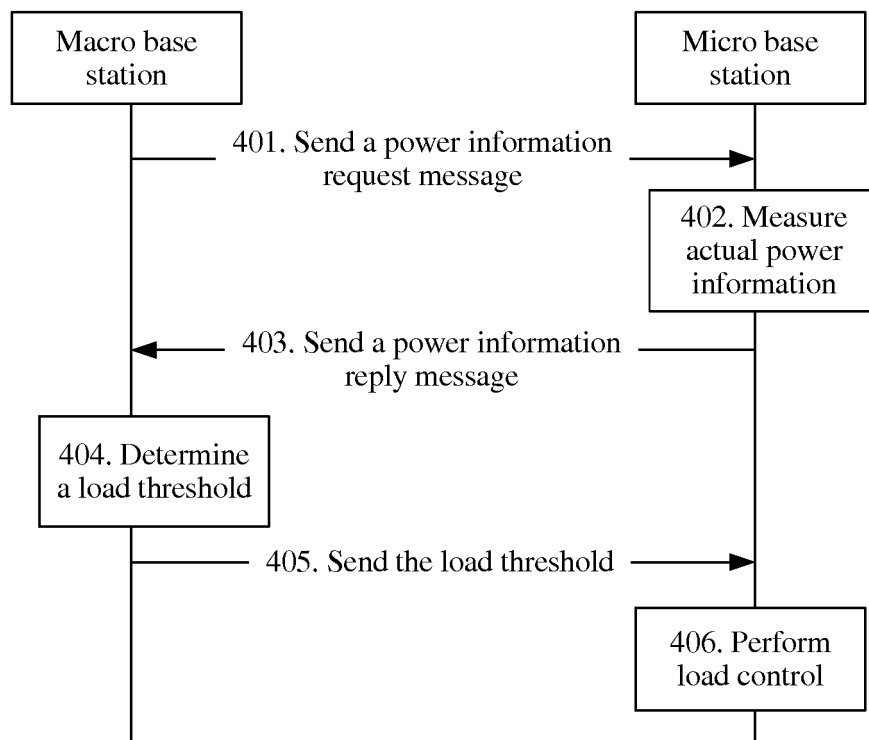 Macro base
station
Micro base
station
401. Send a power information
request message
402. Measure
actual power
information
403. Send a power information
reply message
404. Determine
a load threshold
405. Send the load threshold
406. Perform
load control